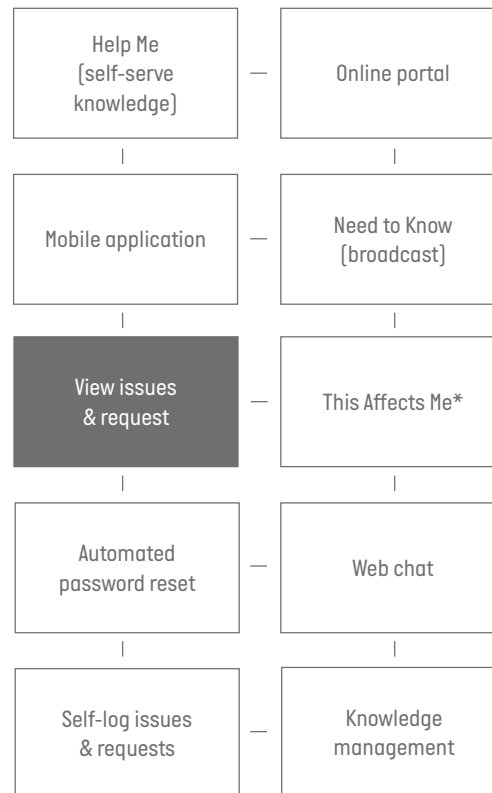 Help Me
(self-serve
knowledge)
Online portal
Mobile application
Need to Know
(broadcast)
View issues
& request
This Affects Me*
Automated
password reset
Web chat
Self-log issues
& requests
Knowledge
management